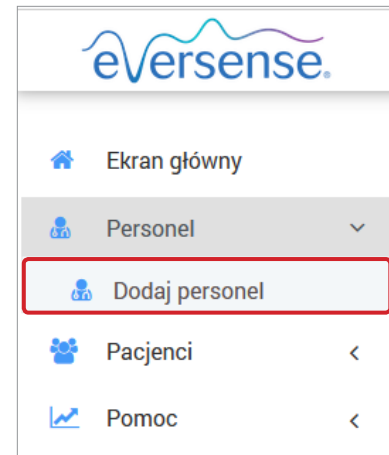 eversense.
Ekran główny
Personel
Dodaj personel
Pacjenci
Pomoc